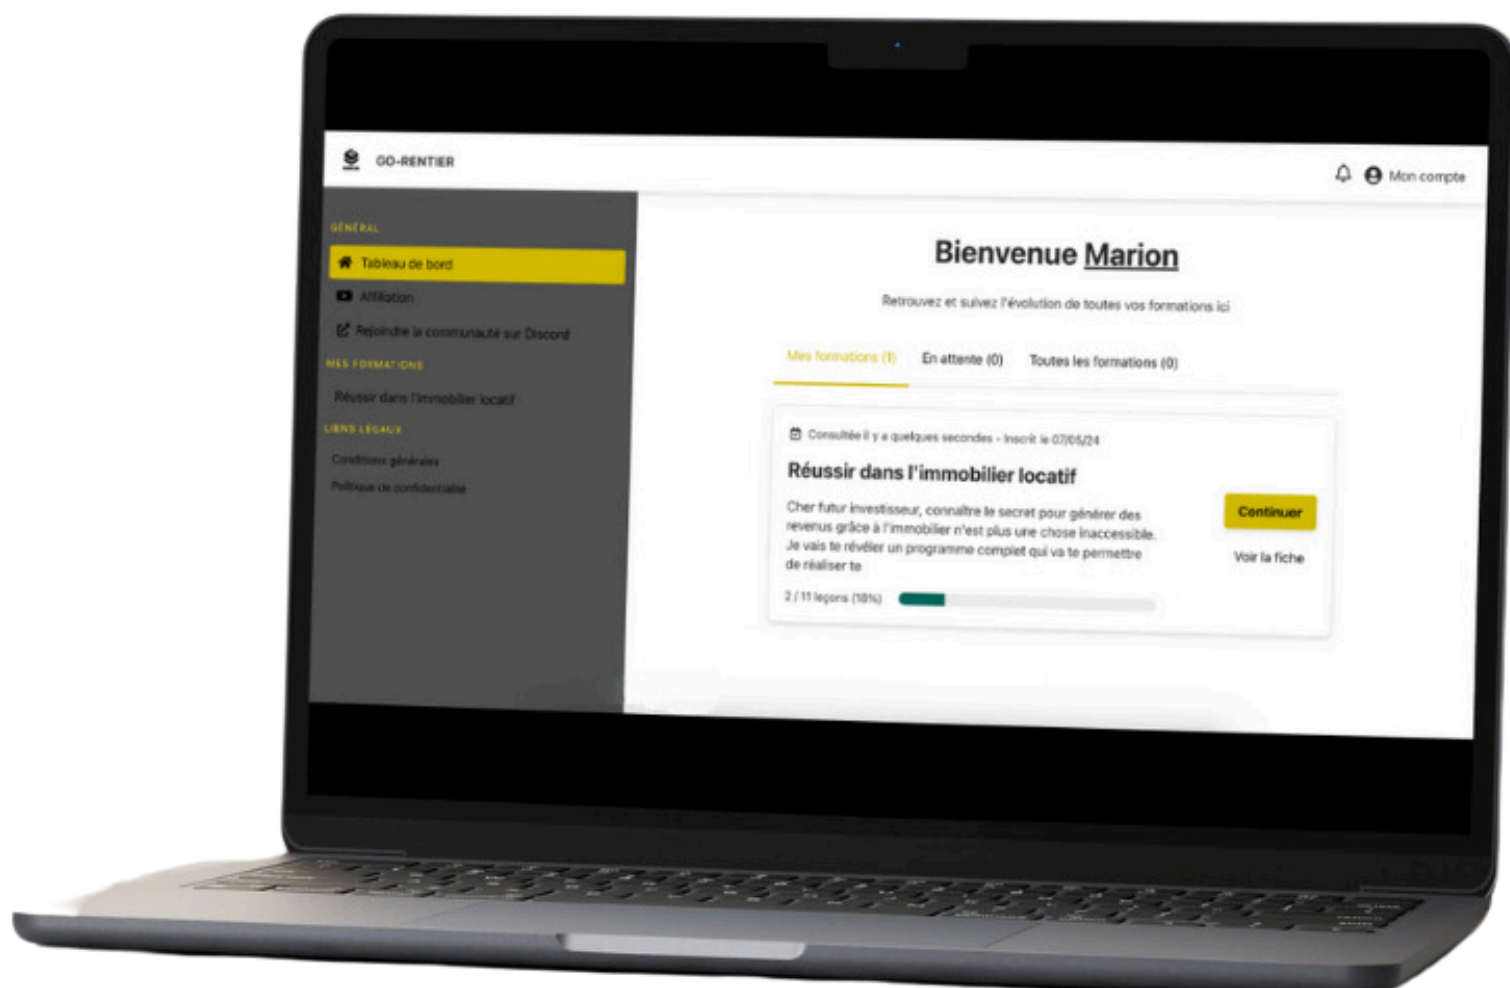 GO-RENTIER
Mon compte
GÉNÉRAL
Tableau de bord
Affiliation
Rejoindre la communauté sur Discord
MES FORMATIONS
Réussir dans l'immobilier locatif
LIENS LÉGAUX
Conditions générales
Politique de confidentialité
Bienvenue Marion
Retrouvez et suivez l'évolution de toutes vos formations ici
Mes formations (1) En attente (0) Toutes les formations (0)
Consultée il y a quelques secondes - Inscrit le 07/05/24
Réussir dans l'immobilier locatif
Cher futur investisseur, connaître le secret pour générer des
revenus grâce à l'immobilier n'est plus une chose inaccessible.
Je vais te révéler un programme complet qui va te permettre
de réaliser te
2 / 11 leçons (18%)
Continuer
Voir la fiche